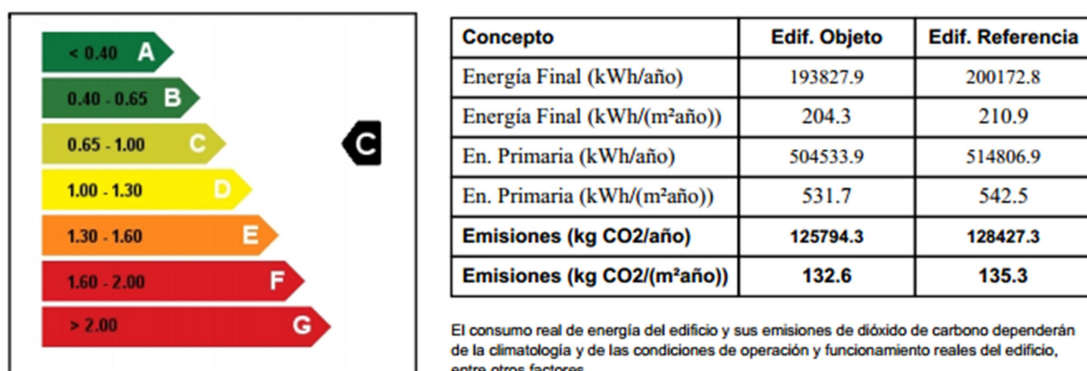 < 0.40 A
0.40 - 0.65 B
0.65 - 1.00 C
C
1.00 - 1.30 D
1.30 - 1.60 E
1.60 - 2.00 F
> 2.00 G
Concepto Edif. Objeto Edif. Referencia
Energía Final (kWh/año) 193827.9 200172.8
Energía Final (kWh/(m²año)) 204.3 210.9
En. Primaria (kWh/año) 504533.9 514806.9
En. Primaria (kWh/(m²año)) 531.7 542.5
Emisiones (kg CO2/año) 125794.3 128427.3
Emisiones (kg CO2/(m²año)) 132.6 135.3
El consumo real de energía del edificio y sus emisiones de dióxido de carbono dependerán
de la climatología y de las condiciones de operación y funcionamiento reales del edificio,
entre otros factores